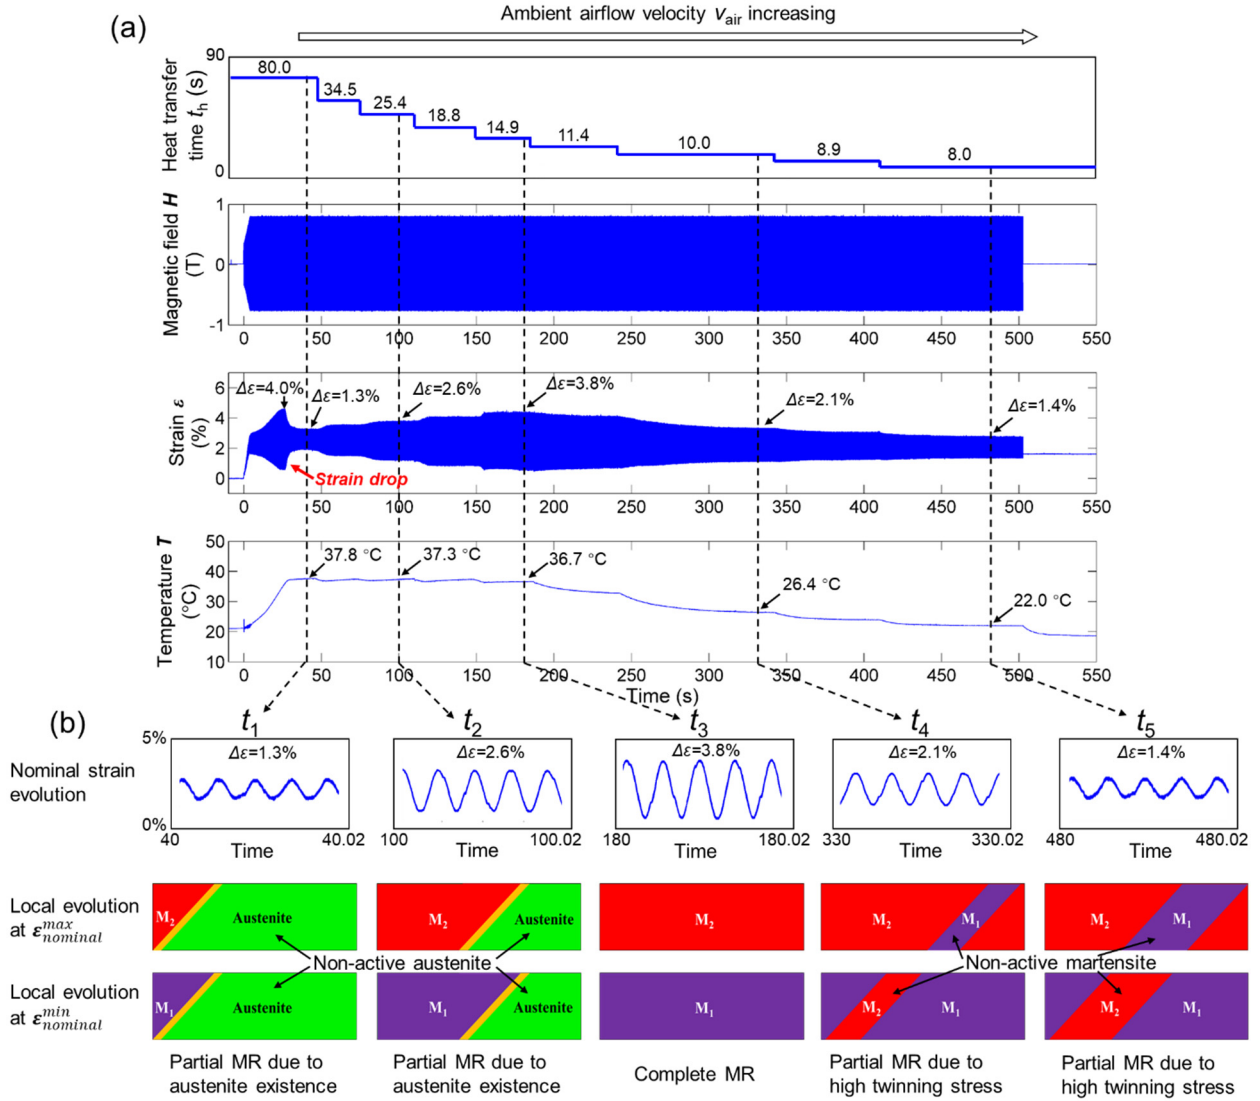 (a)
Ambient airflow velocity vair increasing
Heat transfer
time th (s)
90
0
80.0
34.5
25.4
18.8
14.9
11.4
10.0
8.9
8.0
Magnetic field H
(T)
1
0
-1
0 50 100 150 200 250 300 350 400 450 500 550
Strain ε
(%)
6
4
2
0
Δε=4.0%
Δε=1.3%
Δε=2.6%
Δε=3.8%
Δε=2.1%
Δε=1.4%
Strain drop
0 50 100 150 200 250 300 350 400 450 500 550
Temperature T
(°C)
50
40
30
20
10
37.8 °C
37.3 °C
36.7 °C
26.4 °C
22.0 °C
0 50 100 150 200 250 300 350 400 450 500 550
Time (s)
(b)
t1 t2 t3 t4 t5
Nominal strain
evolution
5%
0%
Δε=1.3%
Δε=2.6%
Δε=3.8%
Δε=2.1%
Δε=1.4%
40 40.02
100 100.02
180 180.02
330 330.02
480 480.02
Time Time Time Time Time
Local evolution
at εmaxnominal
M2 Austenite
M2 Austenite
M2
M2 M1
M2 M1
Non-active austenite
Non-active martensite
Local evolution
at εminnominal
M1 Austenite
M1 Austenite
M1
M2 M1
M2 M1
Partial MR due to
austenite existence
Partial MR due to
austenite existence
Complete MR
Partial MR due to
high twinning stress
Partial MR due to
high twinning stress